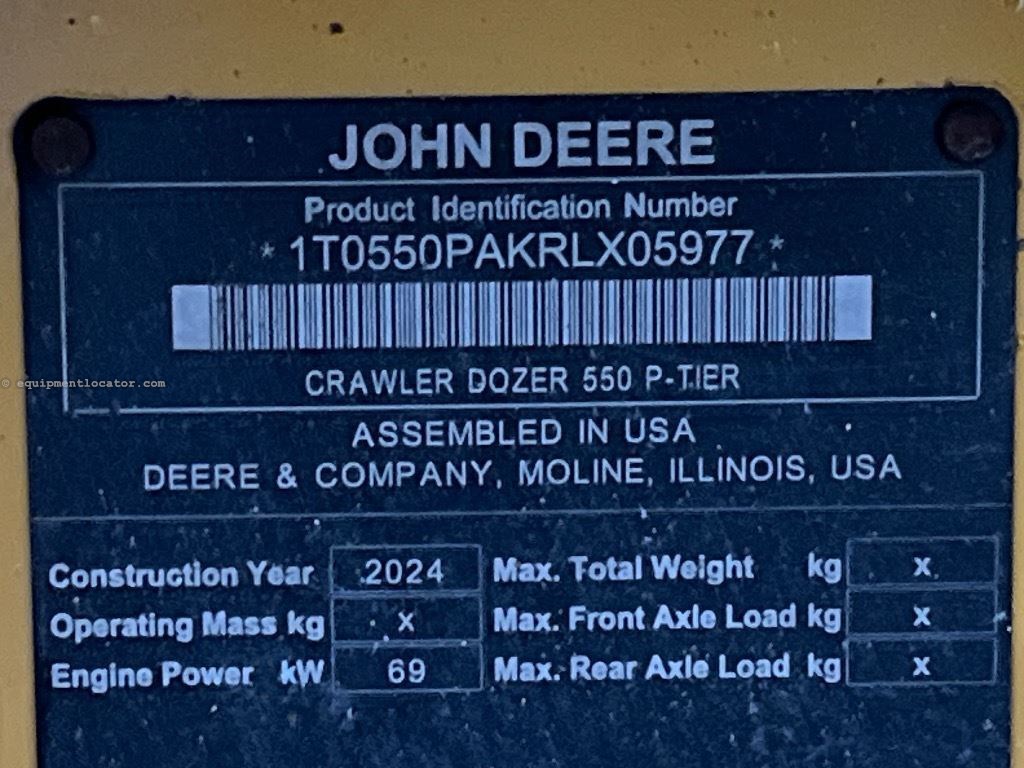 JOHN DEERE
Product Identification Number
* 1T0550PAKRLX05977 *
© equipmentlocator.com
CRAWLER DOZER 550 P-TIER
ASSEMBLED IN USA
DEERE & COMPANY, MOLINE, ILLINOIS, USA
Construction Year 2024 Max. Total Weight kg x
Operating Mass kg x Max. Front Axle Load kg x
Engine Power kW 69 Max. Rear Axle Load kg x